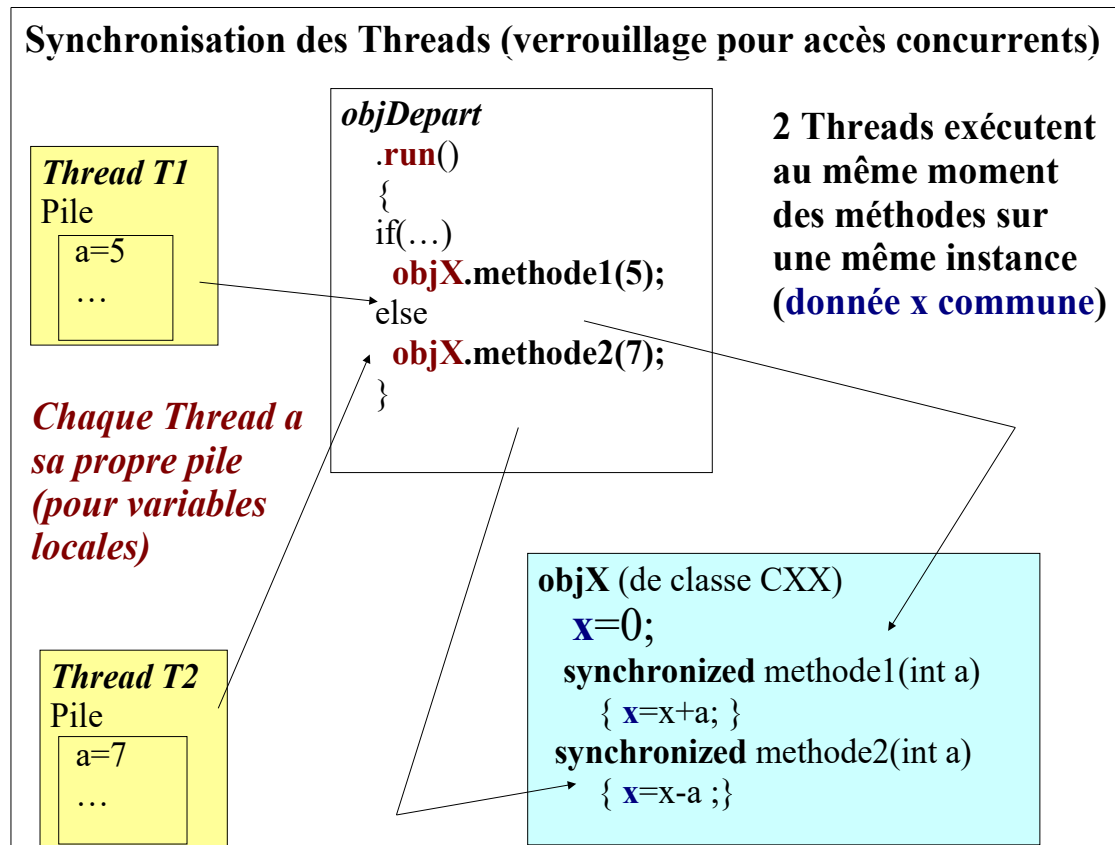 Synchronisation des Threads (verrouillage pour accès concurrents)
Thread T1
Pile
a=5
…
objDepart
.run()
{
if(…)
objX.methode1(5);
else
objX.methode2(7);
}
2 Threads exécutent
au même moment
des méthodes sur
une même instance
(donnée x commune)
Chaque Thread a
sa propre pile
(pour variables
locales)
Thread T2
Pile
a=7
…
objX (de classe CXX)
x=0;
synchronized methode1(int a)
{ x=x+a; }
synchronized methode2(int a)
{ x=x-a ;}